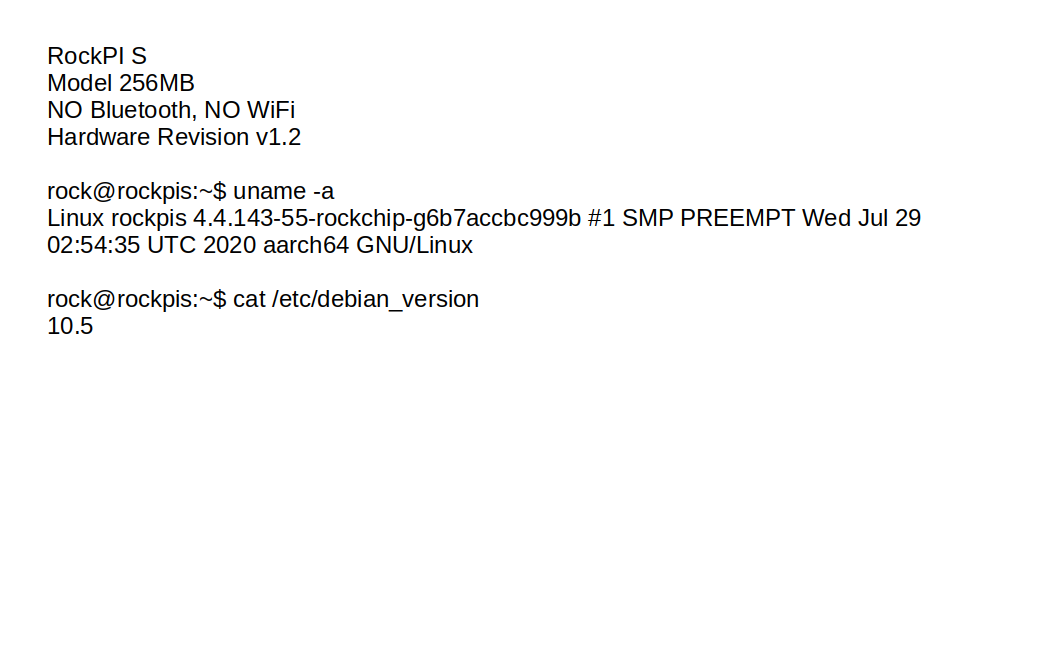 RockPI S
Model 256MB
NO Bluetooth, NO WiFi
Hardware Revision v1.2
rock@rockpis:~$ uname -a
Linux rockpis 4.4.143-55-rockchip-g6b7accbc999b #1 SMP PREEMPT Wed Jul 29
02:54:35 UTC 2020 aarch64 GNU/Linux
rock@rockpis:~$ cat /etc/debian_version
10.5